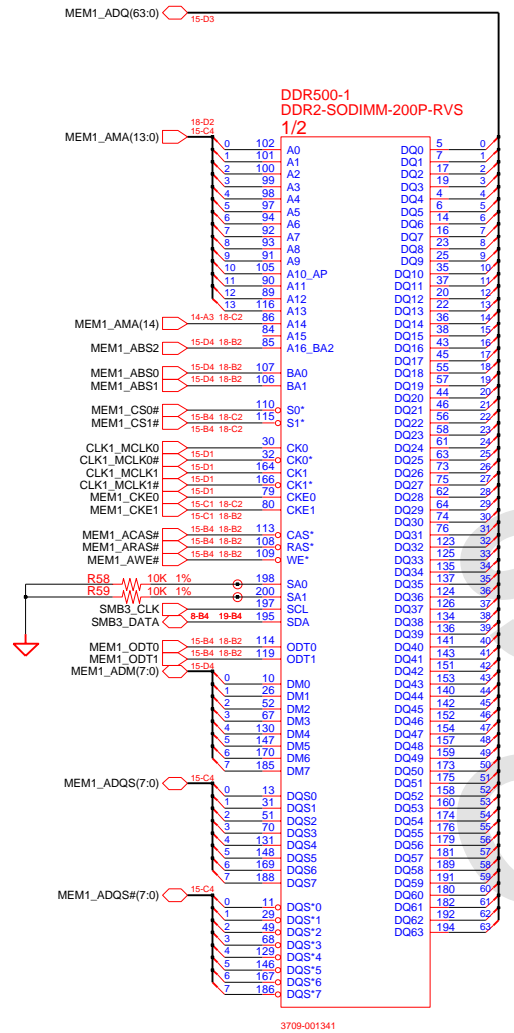 MEM1_ADQ(63:0) 15-D3
DDR500-1
DDR2-SODIMM-200P-RVS
1/2
18-D2
MEM1_AMA(13:0) 15-C4
0 102 A0
1 101 A1
2 100 A2
3 99 A3
4 98 A4
5 97 A5
6 94 A6
7 92 A7
8 93 A8
9 91 A9
10 105 A10_AP
11 90 A11
12 89 A12
13 116 A13
MEM1_AMA(14) 14-A3 18-C2 86 A14
84 A15
MEM1_ABS2 15-D4 18-B2 85 A16_BA2
MEM1_ABS0 15-D4 18-B2 107 BA0
MEM1_ABS1 15-D4 18-B2 106 BA1
MEM1_CS0# 15-B4 18-C2 110 S0*
MEM1_CS1# 15-B4 18-C2 115 S1*
CLK1_MCLK0 15-D1 30 CK0
CLK1_MCLK0# 15-D1 32 CK0*
CLK1_MCLK1 15-D1 164 CK1
CLK1_MCLK1# 15-D1 166 CK1*
MEM1_CKE0 15-C1 18-C2 79 CKE0
MEM1_CKE1 15-C1 18-B2 80 CKE1
MEM1_ACAS# 15-B4 18-B2 113 CAS*
MEM1_ARAS# 15-B4 18-B2 108 RAS*
MEM1_AWE# 15-B4 18-B2 109 WE*
R58 10K 1% 198 SA0
R59 10K 1% 200 SA1
SMB3_CLK 197 SCL
SMB3_DATA 8-B4 19-B4 195 SDA
MEM1_ODT0 15-B4 18-B2 114 ODT0
MEM1_ODT1 15-B4 18-B2 119 ODT1
MEM1_ADM(7:0) 15-D4
0 10 DM0
1 26 DM1
2 52 DM2
3 67 DM3
4 130 DM4
5 147 DM5
6 170 DM6
7 185 DM7
MEM1_ADQS(7:0) 15-C4
0 13 DQS0
1 31 DQS1
2 51 DQS2
3 70 DQS3
4 131 DQS4
5 148 DQS5
6 169 DQS6
7 188 DQS7
MEM1_ADQS#(7:0) 15-C4
0 11 DQS*0
1 29 DQS*1
2 49 DQS*2
3 68 DQS*3
4 129 DQS*4
5 146 DQS*5
6 167 DQS*6
7 186 DQS*7
DQ0 5 0
DQ1 7 1
DQ2 17 2
DQ3 19 3
DQ4 4 4
DQ5 6 5
DQ6 14 6
DQ7 16 7
DQ8 23 8
DQ9 25 9
DQ10 35 10
DQ11 37 11
DQ12 20 12
DQ13 22 13
DQ14 36 14
DQ15 38 15
DQ16 43 16
DQ17 45 17
DQ18 55 18
DQ19 57 19
DQ20 44 20
DQ21 46 21
DQ22 56 22
DQ23 58 23
DQ24 61 24
DQ25 63 25
DQ26 73 26
DQ27 75 27
DQ28 62 28
DQ29 64 29
DQ30 74 30
DQ31 76 31
DQ32 123 32
DQ33 125 33
DQ34 135 34
DQ35 137 35
DQ36 124 36
DQ37 126 37
DQ38 134 38
DQ39 136 39
DQ40 141 40
DQ41 143 41
DQ42 151 42
DQ43 153 43
DQ44 140 44
DQ45 142 45
DQ46 152 46
DQ47 154 47
DQ48 157 48
DQ49 159 49
DQ50 173 50
DQ51 175 51
DQ52 158 52
DQ53 160 53
DQ54 174 54
DQ55 176 55
DQ56 179 56
DQ57 181 57
DQ58 189 58
DQ59 191 59
DQ60 180 60
DQ61 182 61
DQ62 192 62
DQ63 194 63
3709-001341